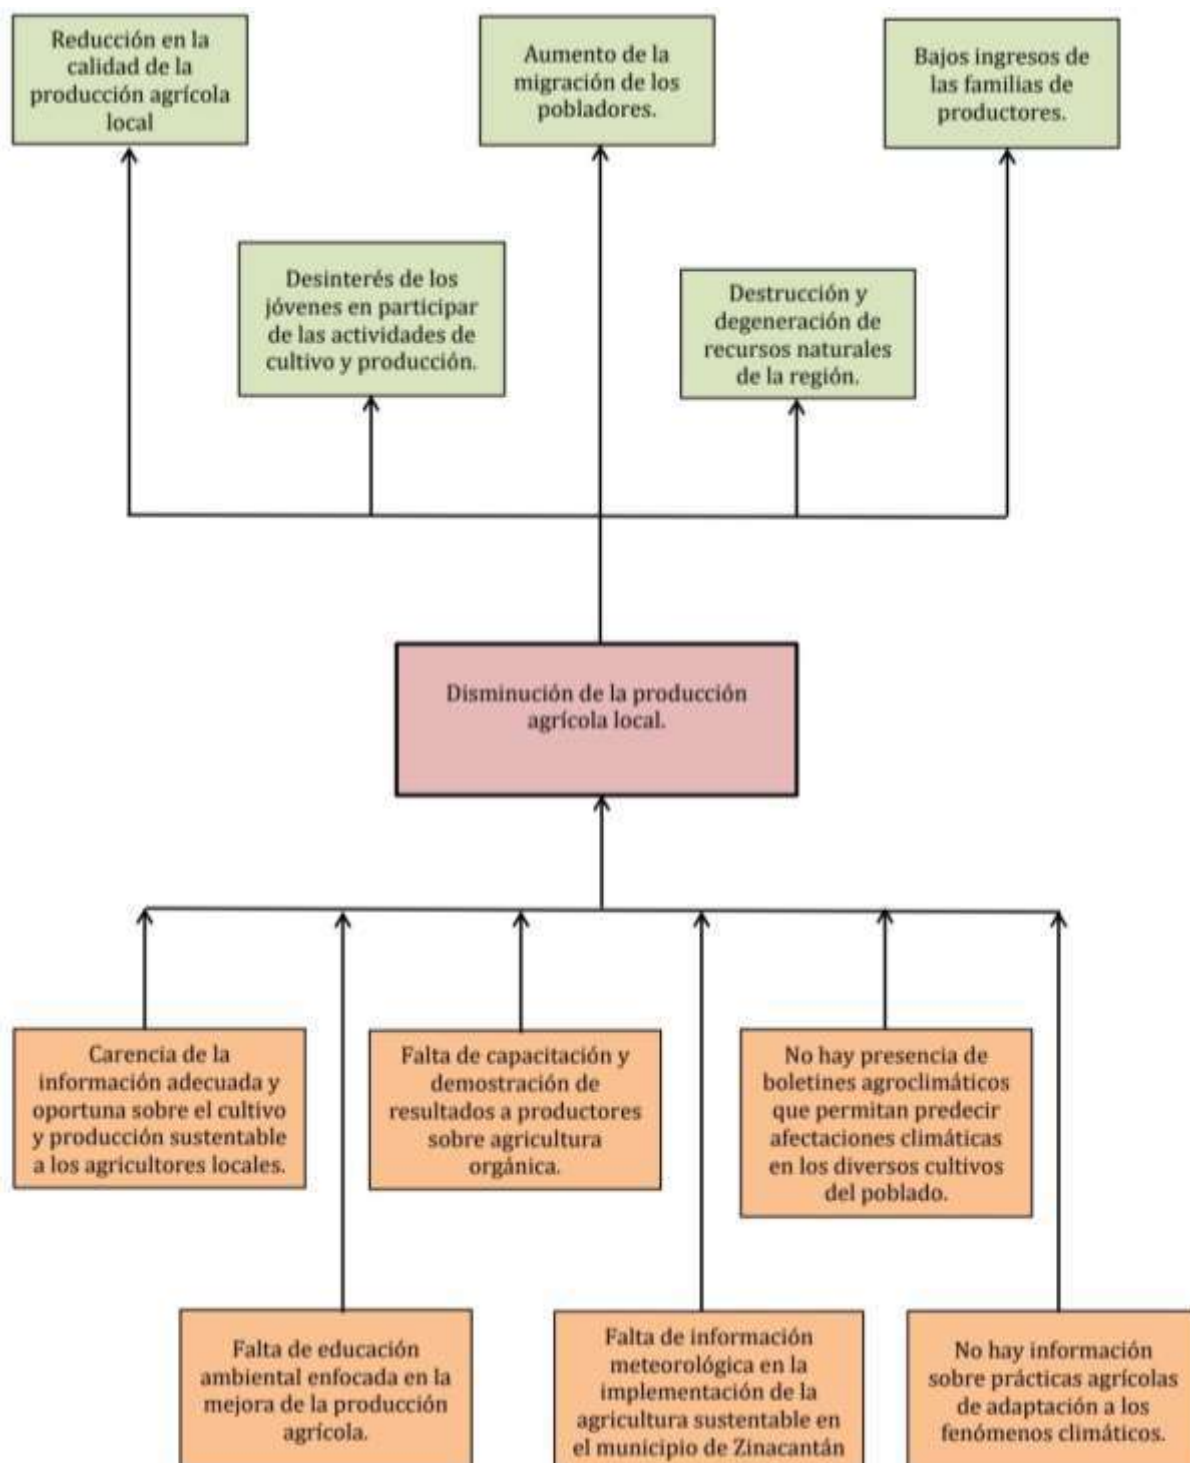 Reducción en la
calidad de la
producción agrícola
local
Aumento de la
migración de los
pobladores.
Bajos ingresos de
las familias de
productores.
Desinterés de los
jóvenes en participar
de las actividades de
cultivo y producción.
Destrucción y
degeneración de
recursos naturales
de la región.
Disminución de la producción
agrícola local.
Carencia de la
información adecuada y
oportuna sobre el cultivo
y producción sustentable
a los agricultores locales.
Falta de capacitación y
demostración de
resultados a productores
sobre agricultura
orgánica.
No hay presencia de
boletines agroclimáticos
que permitan predecir
afectaciones climáticas
en los diversos cultivos
del poblado.
Falta de educación
ambiental enfocada en la
mejora de la producción
agrícola.
Falta de información
meteorológica en la
implementación de la
agricultura sustentable en
el municipio de Zinacantán
No hay información
sobre prácticas agrícolas
de adaptación a los
fenómenos climáticos.